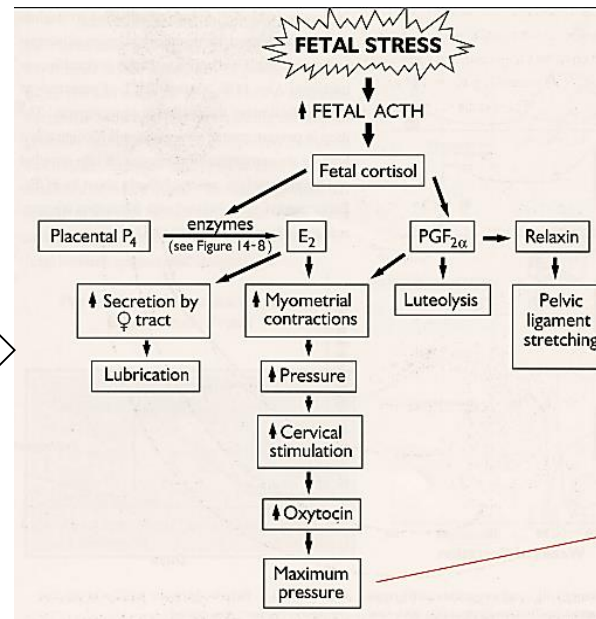 FETAL STRESS
↑ FETAL ACTH
Fetal cortisol
Placental P₄
enzymes
(see Figure 14-8)
E₂
PGF₂α
Relaxin
↑ Secretion by
♀ tract
↑ Myometrial
contractions
Luteolysis
Pelvic
ligament
stretching
Lubrication
↑ Pressure
↑ Cervical
stimulation
↑ Oxytocin
Maximum
pressure